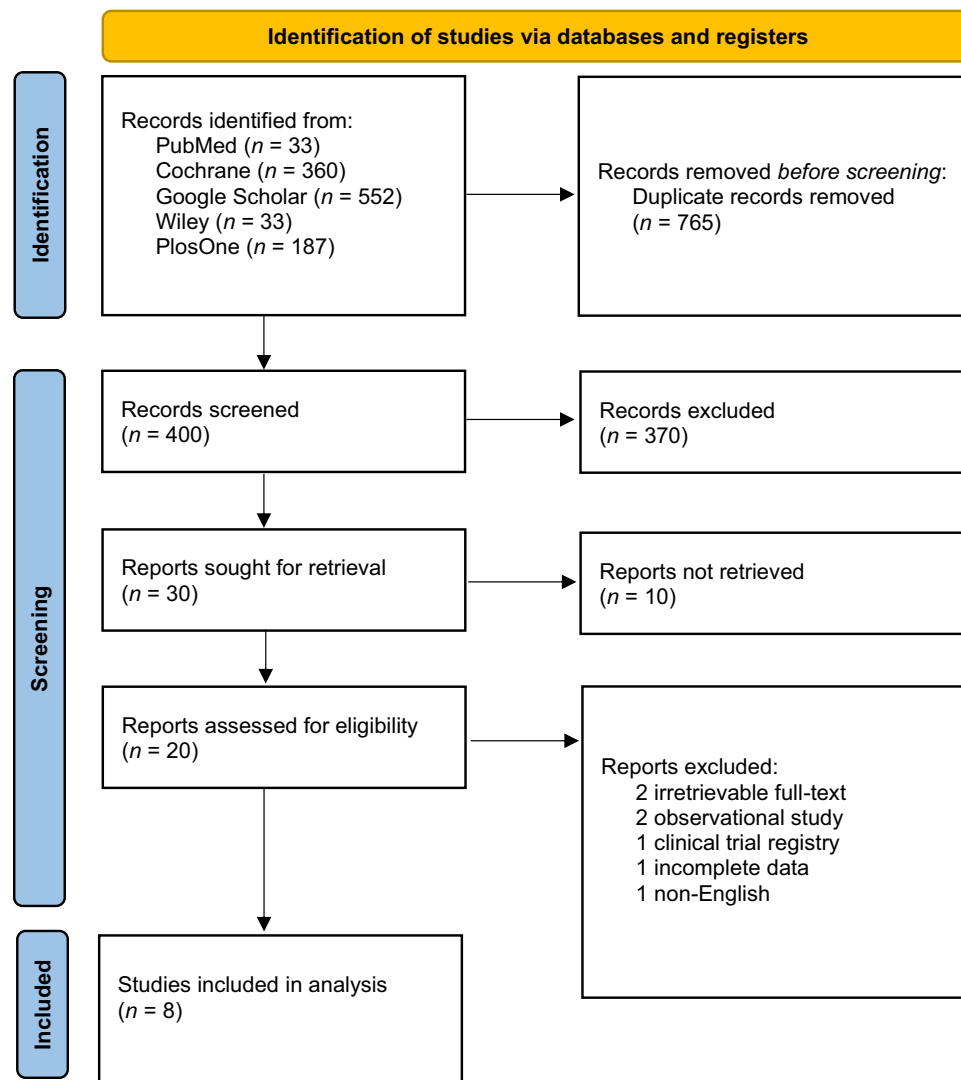 Identification of studies via databases and registers
Identification
Records identified from:
PubMed (n = 33)
Cochrane (n = 360)
Google Scholar (n = 552)
Wiley (n = 33)
PlosOne (n = 187)
Records removed before screening:
Duplicate records removed
(n = 765)
Screening
Records screened
(n = 400)
Records excluded
(n = 370)
Reports sought for retrieval
(n = 30)
Reports not retrieved
(n = 10)
Reports assessed for eligibility
(n = 20)
Reports excluded:
2 irretrievable full-text
2 observational study
1 clinical trial registry
1 incomplete data
1 non-English
Included
Studies included in analysis
(n = 8)